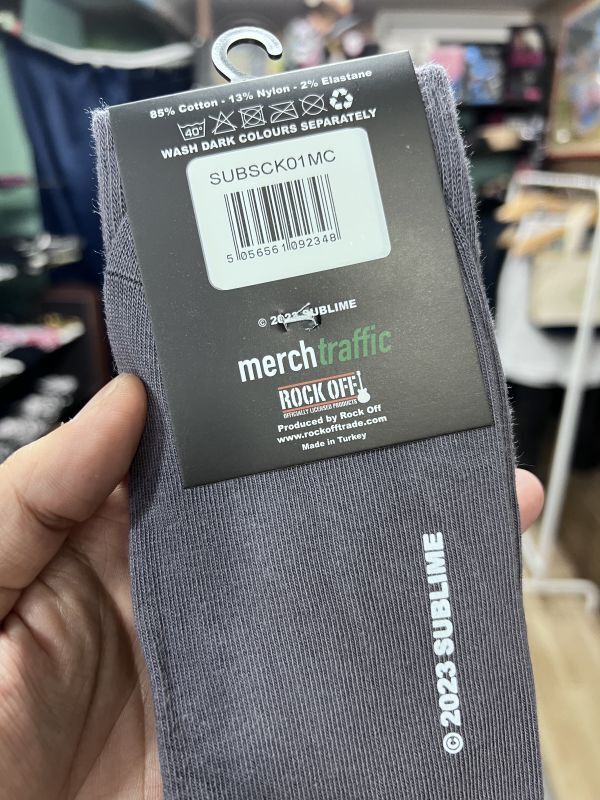 85% Cotton - 13% Nylon - 2% Elastane
40°
WASH DARK COLOURS SEPARATELY
SUBSCK01MC
5 056561 092348
© 2023 SUBLIME
merchtraffic
ROCK OFF
OFFICIALLY LICENSED PRODUCTS
Produced by Rock Off
www.rockofftrade.com
Made in Turkey
© 2023 SUBLIME